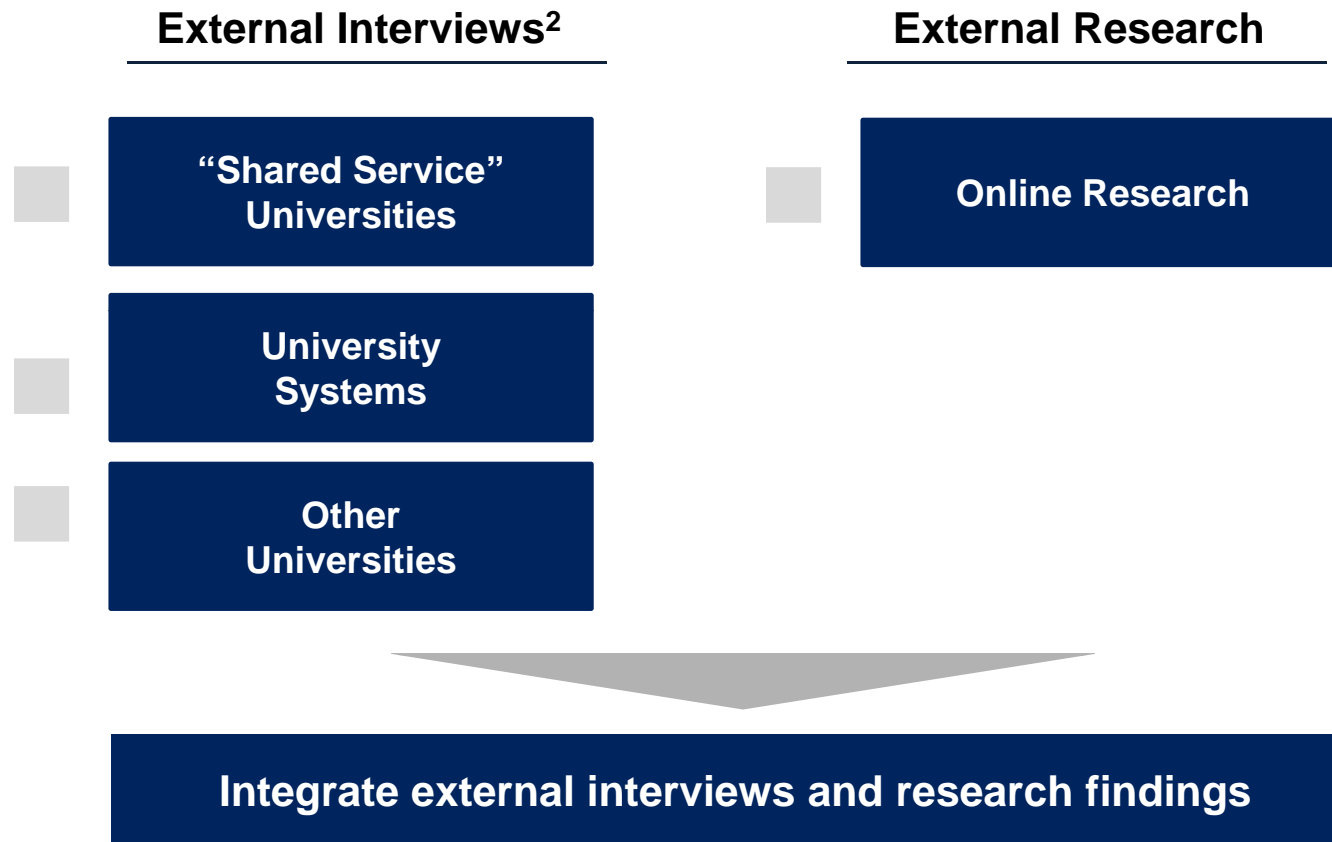 External Interviews²
External Research
“Shared Service”
Universities
Online Research
University
Systems
Other
Universities
Integrate external interviews and research findings